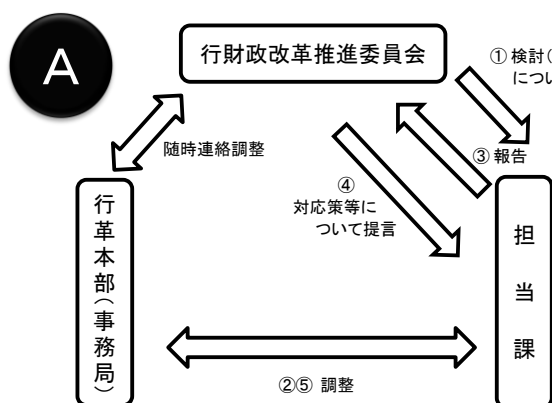 A
行財政改革推進委員会
①検討(
につい
随時連絡調整
③報告
④
対応策等に
ついて提言
行革本部(事務局)
担当課
②⑤ 調整